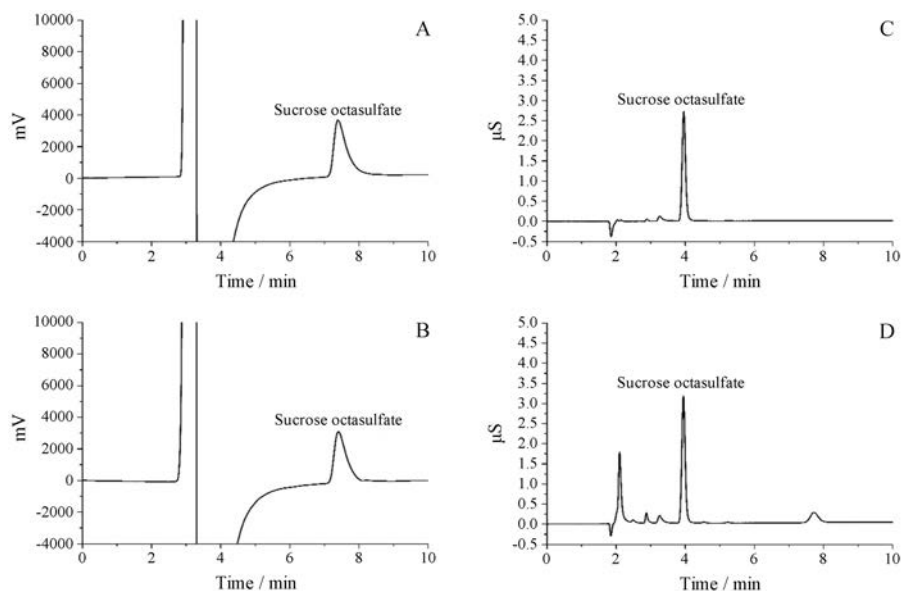 A
10000
8000
6000
4000
2000
0
-2000
-4000
mV
Sucrose octasulfate
0 2 4 6 8 10
Time / min
C
5.0
4.5
4.0
3.5
3.0
2.5
2.0
1.5
1.0
0.5
0.0
-0.5
µS
Sucrose octasulfate
0 2 4 6 8 10
Time / min
B
10000
8000
6000
4000
2000
0
-2000
-4000
mV
Sucrose octasulfate
0 2 4 6 8 10
Time / min
D
5.0
4.5
4.0
3.5
3.0
2.5
2.0
1.5
1.0
0.5
0.0
-0.5
µS
Sucrose octasulfate
0 2 4 6 8 10
Time / min